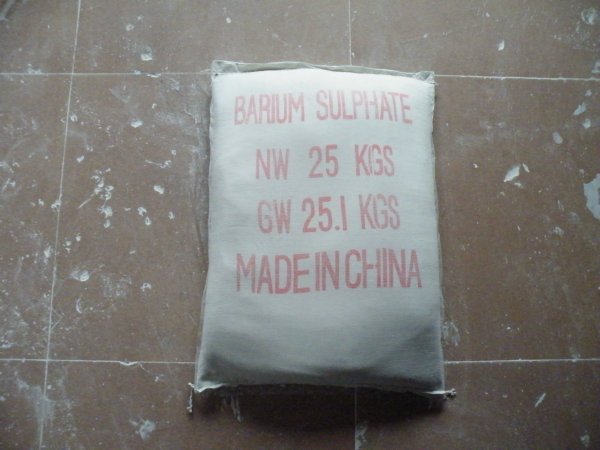 BARIUM SULPHATE
NW 25 KGS
GW 25.1 KGS
MADE IN CHINA